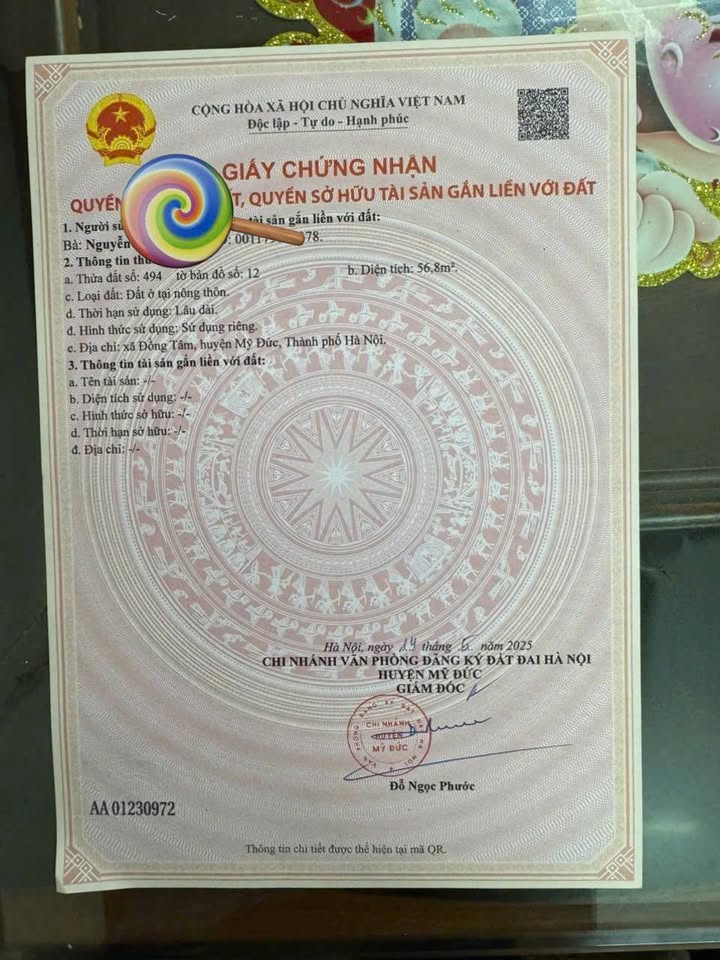 CỘNG HÒA XÃ HỘI CHỦ NGHĨA VIỆT NAM
Độc lập - Tự do - Hạnh phúc
GIẤY CHỨNG NHẬN
QUYỀN ĐẤT, QUYỀN SỞ HỮU TÀI SẢN GẮN LIỀN VỚI ĐẤT
1. Người tài sản gắn liền với đất:
Bà: Nguyễn
2. Thông tin
a. Thửa đất số: 494 tờ bản đồ số: 12 b. Diện tích: 56,8m².
c. Loại đất: Đất ở tại nông thôn.
d. Thời hạn sử dụng: Lâu dài.
đ. Hình thức sử dụng: Sử dụng riêng.
e. Địa chỉ: xã Đồng Tâm, huyện Mỹ Đức, Thành phố Hà Nội.
3. Thông tin tài sản gắn liền với đất:
a. Tên tài sản: -/-
b. Diện tích sử dụng: -/-
c. Hình thức sở hữu: -/-
d. Thời hạn sở hữu: -/-
đ. Địa chỉ: -/-
Hà Nội, ngày 14 tháng 5 năm 2025
CHI NHÁNH VĂN PHÒNG ĐĂNG KÝ ĐẤT ĐAI HÀ NỘI
HUYỆN MỸ ĐỨC
GIÁM ĐỐC
CHI NHÁNH
HUYỆN
MỸ ĐỨC
Đỗ Ngọc Phước
AA 01230972
Thông tin chi tiết được thể hiện tại mã QR.